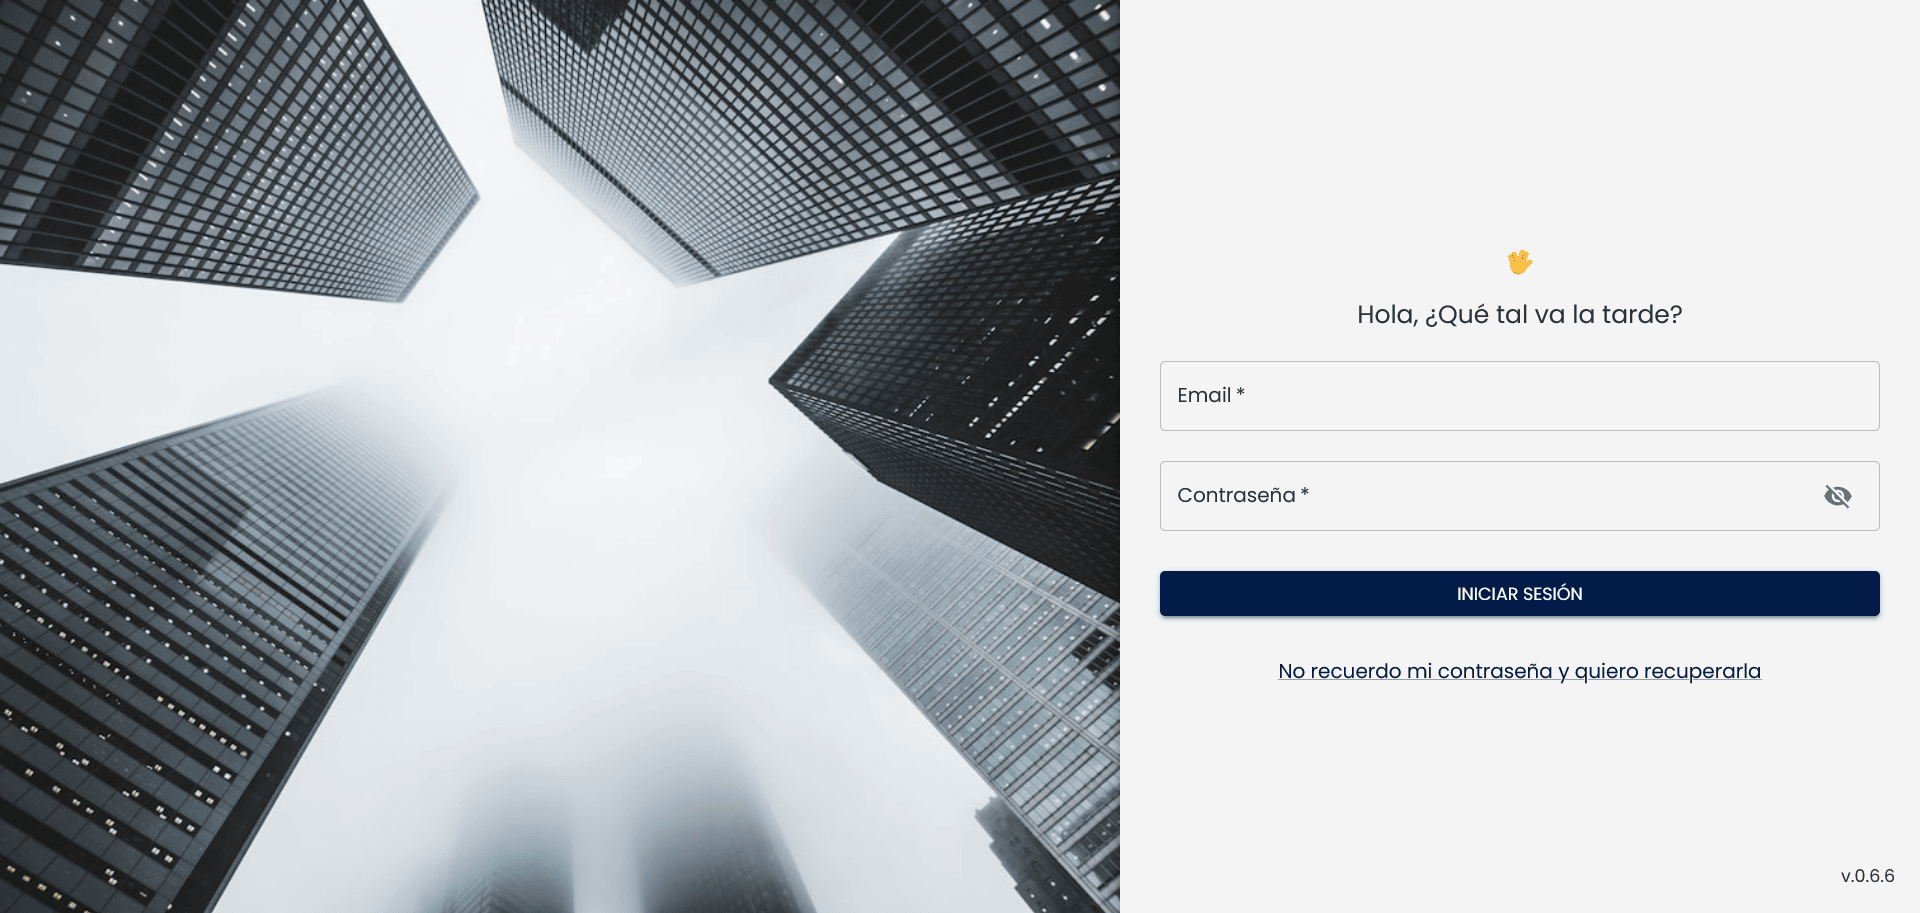 Hola, ¿Qué tal va la tarde?
Email *
Contraseña *
INICIAR SESIÓN
No recuerdo mi contraseña y quiero recuperarla
v.0.6.6